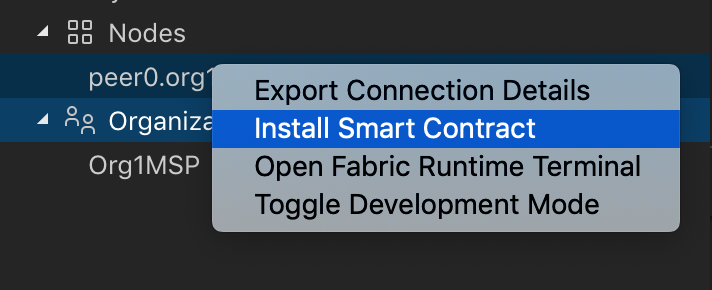 Nodes
peer0.org1
Export Connection Details
Organiza
Install Smart Contract
Org1MSP
Open Fabric Runtime Terminal
Toggle Development Mode